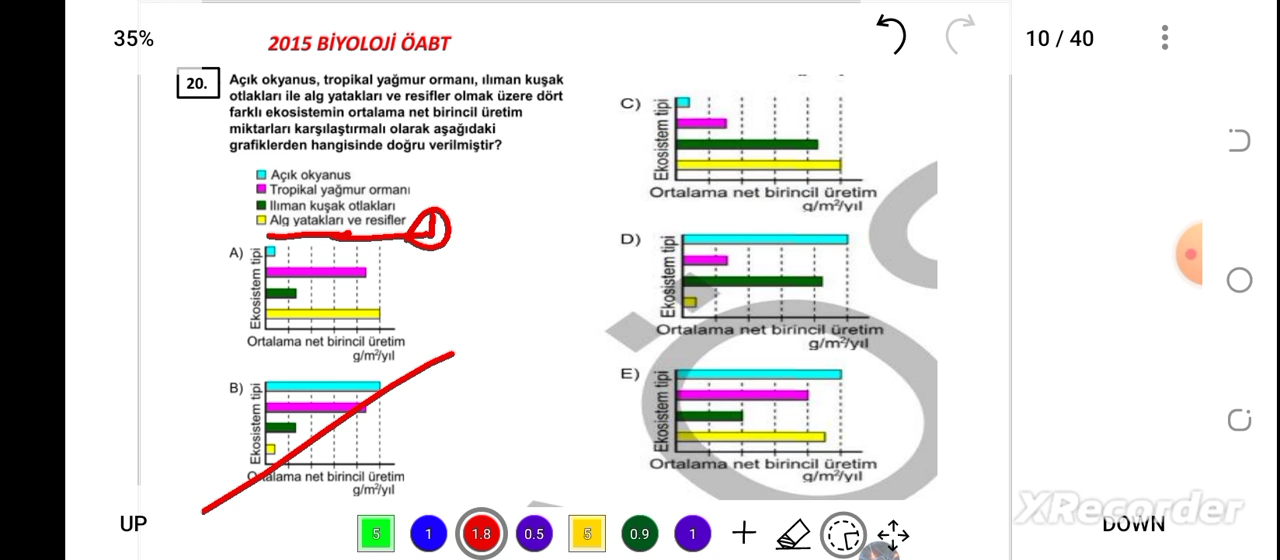 35%
2015 BİYOLOJİ ÖABT
10 / 40
20.
Açık okyanus, tropikal yağmur ormanı, ılıman kuşak
otlakları ile alg yatakları ve resifler olmak üzere dört
farklı ekosistemin ortalama net birincil üretim
miktarları karşılaştırmalı olarak aşağıdaki
grafiklerden hangisinde doğru verilmiştir?
Açık okyanus
Tropikal yağmur ormanı
Ilıman kuşak otlakları
Alg yatakları ve resifler
A)
Ekosistem tipi
Ortalama net birincil üretim
g/m²/yıl
B)
Ekosistem tipi
Ortalama net birincil üretim
g/m²/yıl
C)
Ekosistem tipi
Ortalama net birincil üretim
g/m²/yıl
D)
Ekosistem tipi
Ortalama net birincil üretim
g/m²/yıl
E)
Ekosistem tipi
Ortalama net birincil üretim
g/m²/yıl
XRecorder
UP
5
1
1.8
0.5
5
0.9
1
DOWN